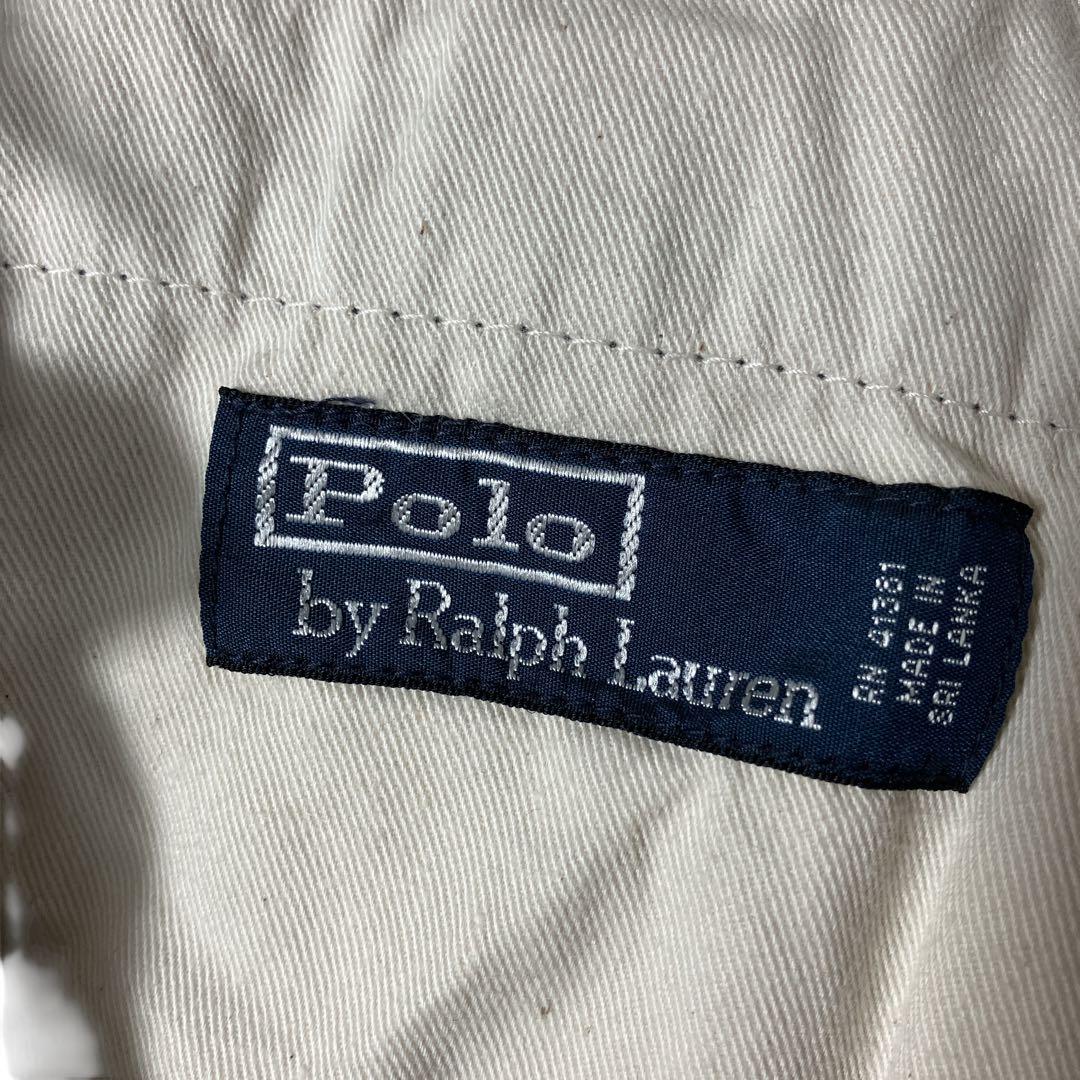 Polo
by Ralph Lauren
RN 41381
MADE IN
SRI LANKA